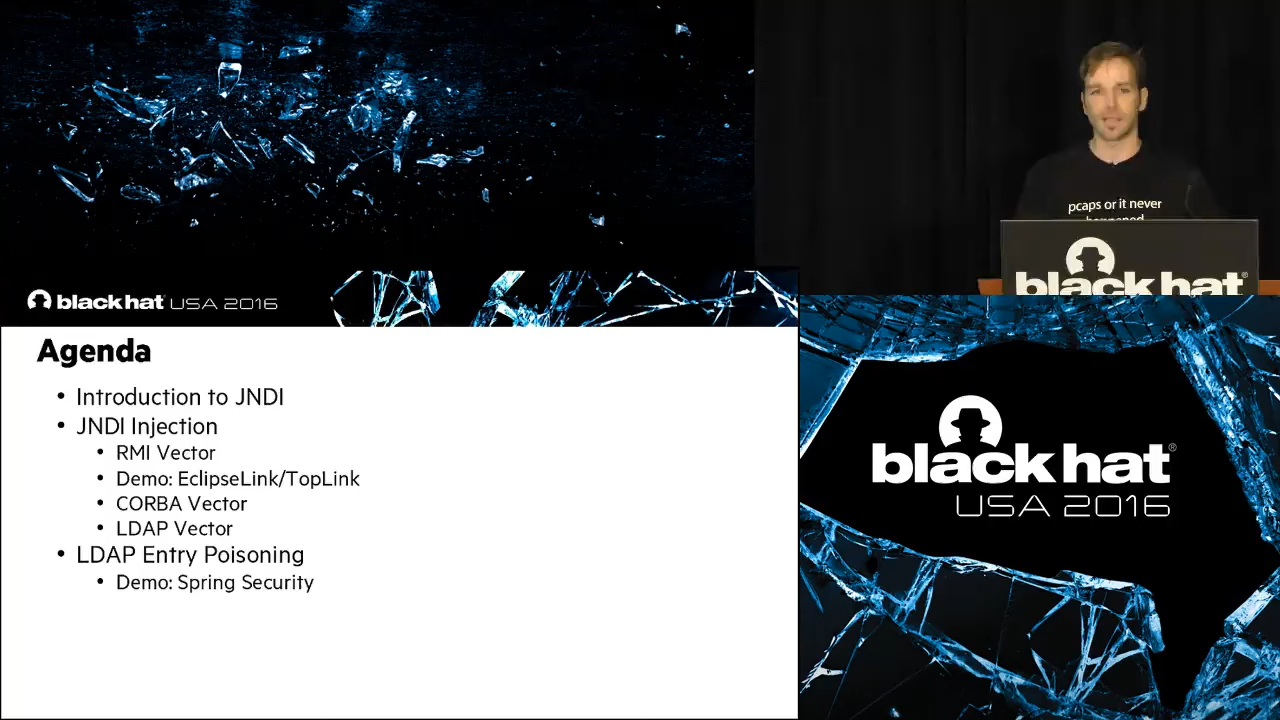 pcaps or it never
happened
black hat®
black hat USA 2016
Agenda
• Introduction to JNDI
• JNDI Injection
• RMI Vector
• Demo: EclipseLink/TopLink
• CORBA Vector
• LDAP Vector
• LDAP Entry Poisoning
• Demo: Spring Security
black hat®
USA 2016